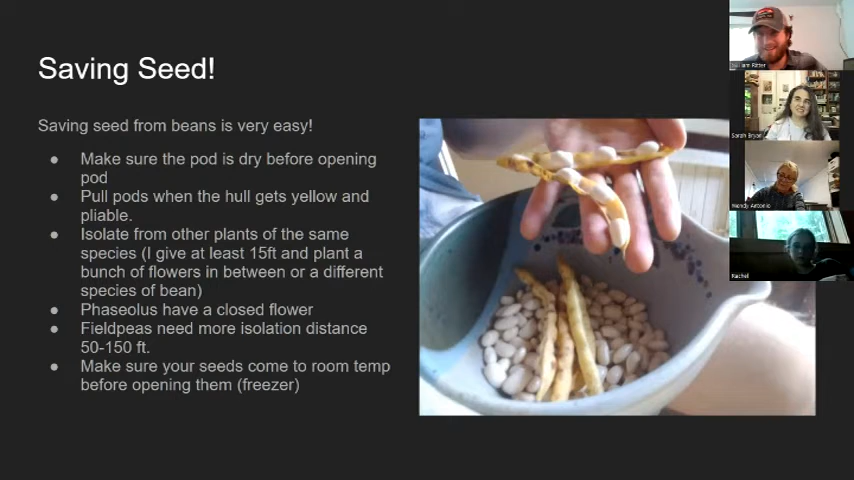 Saving Seed!
Saving seed from beans is very easy!
● Make sure the pod is dry before opening
pod
● Pull pods when the hull gets yellow and
pliable.
● Isolate from other plants of the same
species (I give at least 15ft and plant a
bunch of flowers in between or a different
species of bean)
● Phaseolus have a closed flower
● Fieldpeas need more isolation distance
50-150 ft.
● Make sure your seeds come to room temp
before opening them (freezer)
William Ritter
Sarah Bryan
Wendy Antonio
Rachel